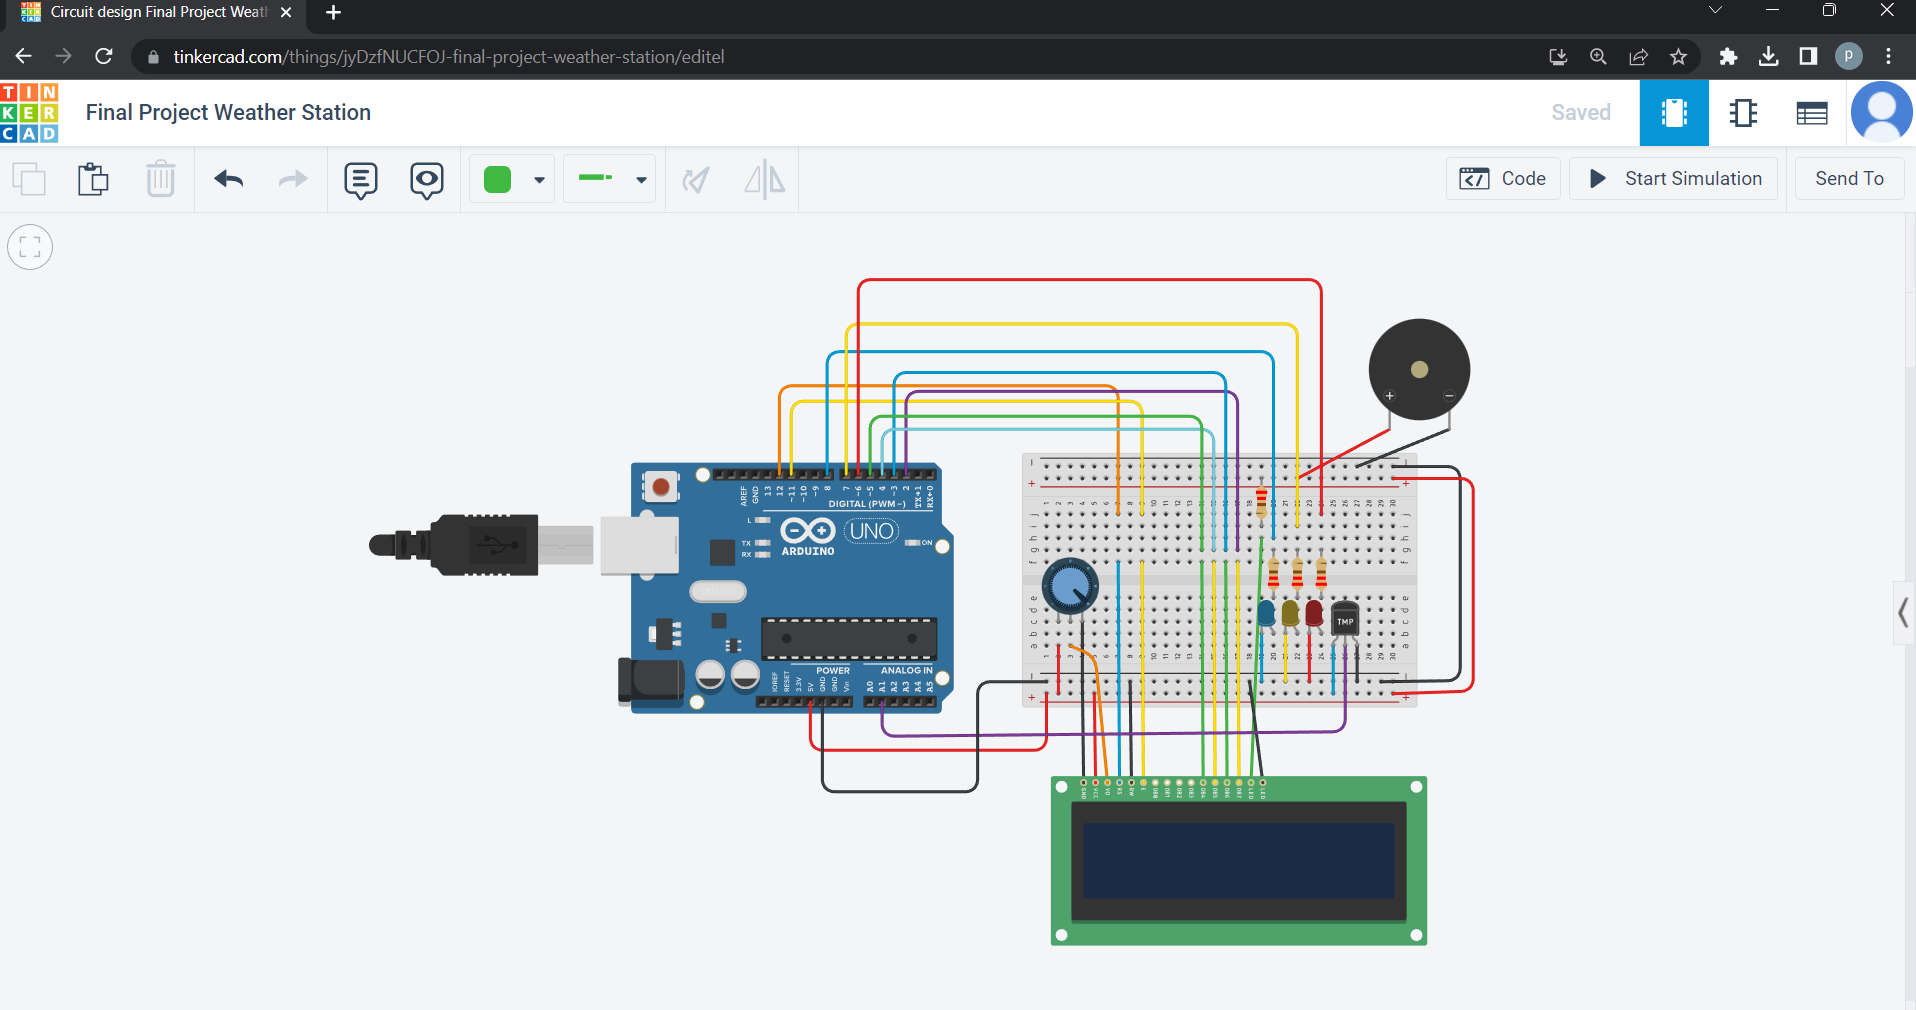 Circuit design Final Project Weat
tinkercad.com/things/jyDzfNUCFOJ-final-project-weather-station/editel
P
TIN
KER
CAD
Final Project Weather Station
Saved
Code
Start Simulation
Send To
AREF
GND
13
12
~11
~10
~9
8
7
~6
~5
4
~3
2
TX→1
RX←0
DIGITAL (PWM~)
L
TX
RX
ARDUINO
UNO
ON
POWER
ANALOG IN
IOREF
RESET
3.3V
5V
GND
GND
Vin
A0
A1
A2
A3
A4
A5
TMP
GND
VCC
V0
RS
RW
E
DB0
DB1
DB2
DB3
DB4
DB5
DB6
DB7
LED
LED